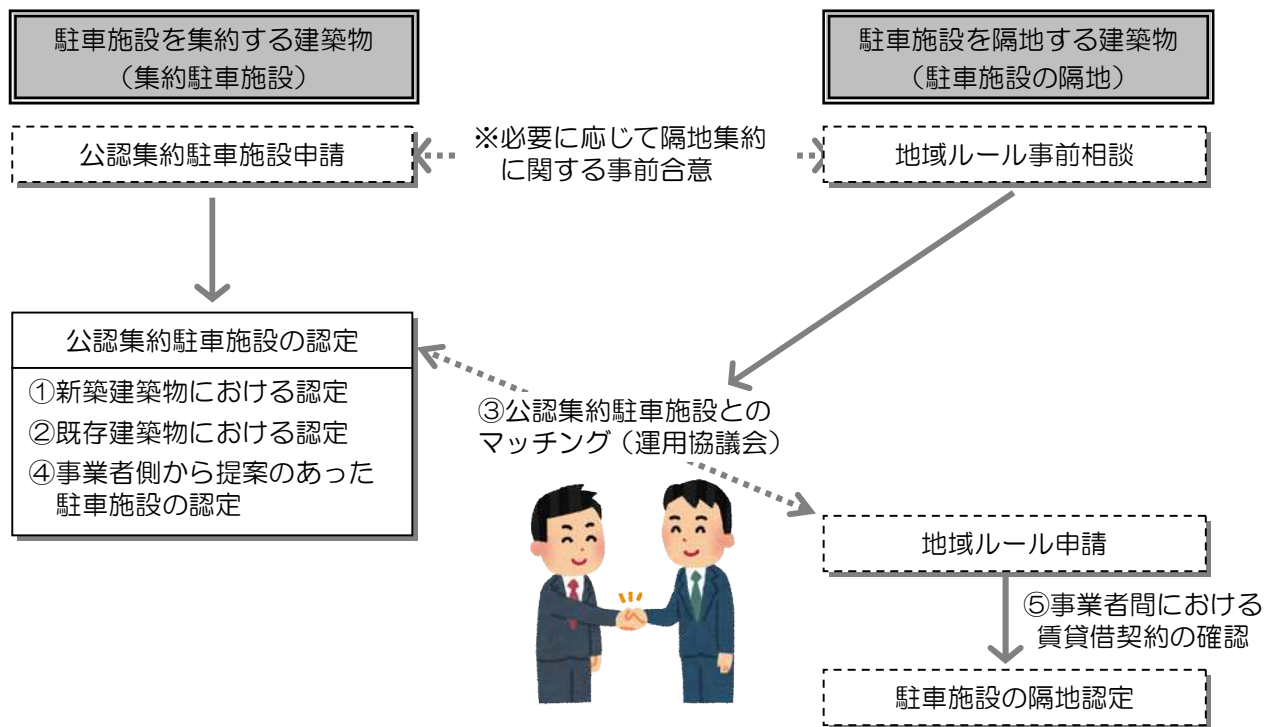 駐車施設を集約する建築物
（集約駐車施設）
駐車施設を隔地する建築物
（駐車施設の隔地）
公認集約駐車施設申請
※必要に応じて隔地集約
に関する事前合意
地域ルール事前相談
公認集約駐車施設の認定
①新築建築物における認定
②既存建築物における認定
④事業者側から提案のあった
駐車施設の認定
③公認集約駐車施設との
マッチング（運用協議会）
地域ルール申請
⑤事業者間における
賃貸借契約の確認
駐車施設の隔地認定